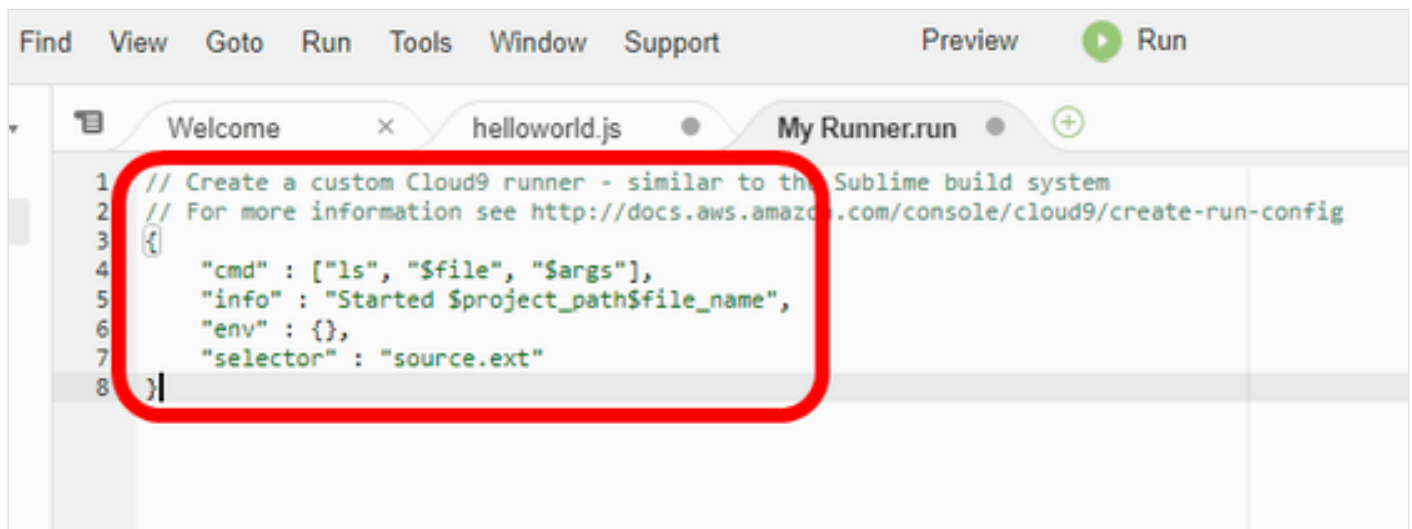 Find View Goto Run Tools Window Support Preview Run
Welcome helloworld.js My Runner.run
1 // Create a custom Cloud9 runner - similar to the Sublime build system
2 // For more information see http://docs.aws.amazon.com/console/cloud9/create-run-config
3 {
4 "cmd" : ["ls", "$file", "$args"],
5 "info" : "Started $project_path$file_name",
6 "env" : {},
7 "selector" : "source.ext"
8 }